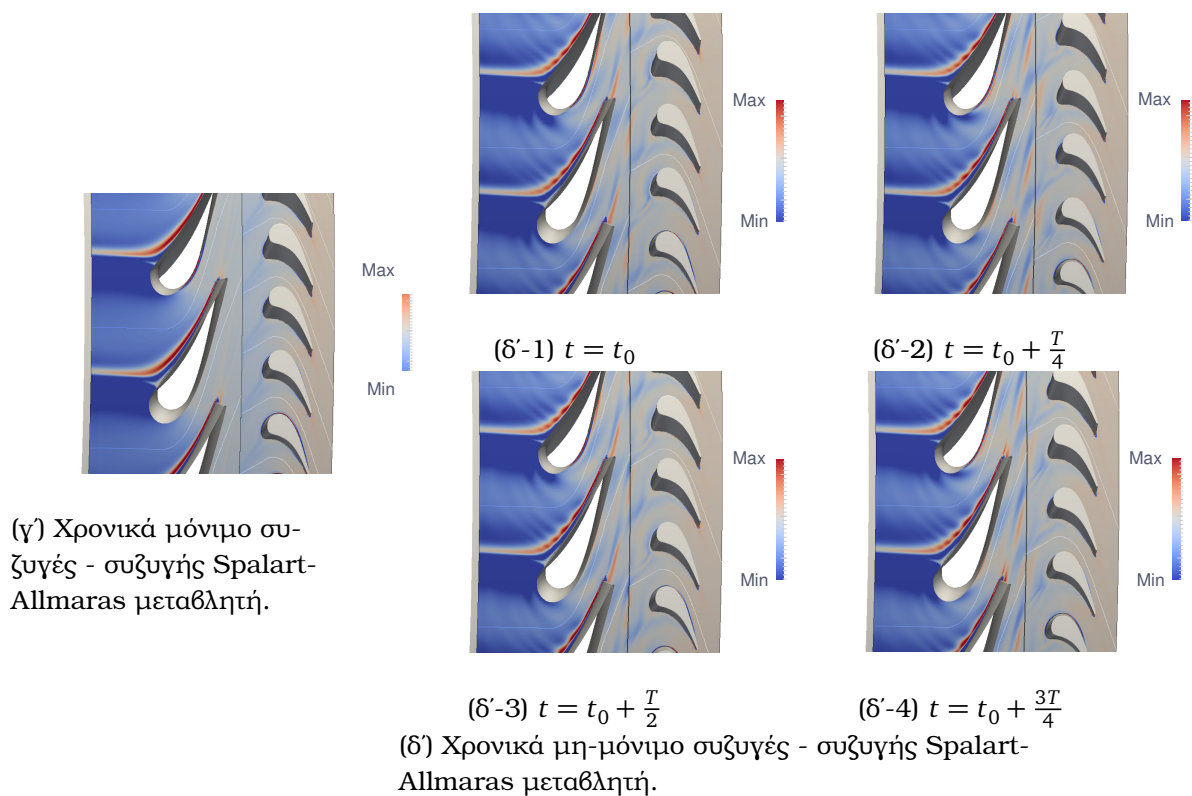 Max
Min
(γ΄) Χρονικά μόνιμο συ-
ζυγές - συζυγής Spalart-
Allmaras μεταβλητή.
Max
Min
(δ΄-1) t = t₀
Max
Min
(δ΄-2) t = t₀ + T/4
Max
Min
(δ΄-3) t = t₀ + T/2
Max
Min
(δ΄-4) t = t₀ + 3T/4
(δ΄) Χρονικά μη-μόνιμο συζυγές - συζυγής Spalart-
Allmaras μεταβλητή.